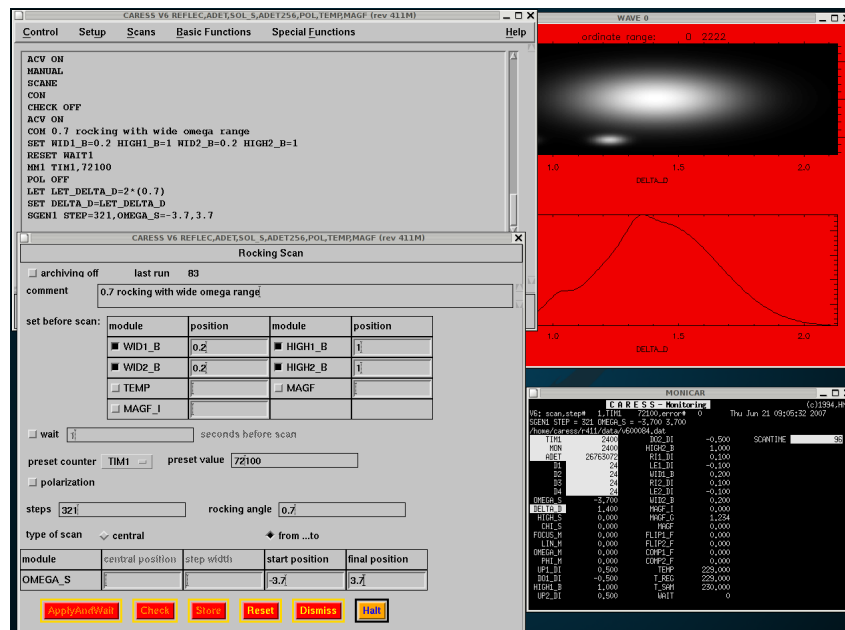 CARESS V6 REFLEC,ADET,SOL_S,ADET256,POL,TEMP,MAGF (rev 411M)
Control Setup Scans Basic Functions Special Functions Help
ACV ON
MANUAL
SCANE
CON
CHECK OFF
ACV ON
COM 0.7 rocking with wide omega range
SET WID1_B=0.2 HIGH1_B=1 WID2_B=0.2 HIGH2_B=1
RESET WAIT1
MM1 TIM1,72100
POL OFF
LET LET_DELTA_D=2*(0.7)
SET DELTA_D=LET_DELTA_D
SGEN1 STEP=321,OMEGA_S=-3.7,3.7
CARESS V6 REFLEC,ADET,SOL_S,ADET256,POL,TEMP,MAGF (rev 411M)
Rocking Scan
archiving off last run 83
comment 0.7 rocking with wide omega range
set before scan: module position module position
WID1_B 0.2 HIGH1_B 1
WID2_B 0.2 HIGH2_B 1
TEMP MAGF
MAGF_I
wait 1 seconds before scan
preset counter TIM1 preset value 72100
polarization
steps 321 rocking angle 0.7
type of scan central from ...to
module central position step width start position final position
OMEGA_S -3.7 3.7
ApplyAndWait Check Store Reset Dismiss Halt
WAVE 0
ordinate range: 0 2222
1.0 1.5 2.0
DELTA_D
1.0 1.5 2.0
DELTA_D
MONICAR
CARESS - Monitoring (c)1994,HM
V6: scan,step# 1,TIM1 72100,error# 0 Thu Jun 21 09:05:32 2007
SGEN1 STEP = 321 OMEGA_S = -3.700 3.700
/home/caress/r411/data/v600084.dat
TIM1 2400 DO2_DI -0.500 SCANTIME 96
MON 2400 HIGH2_B 1.000
ADET 26763072 RI1_DI 0.100
D1 24 LE1_DI -0.100
D2 24 WID1_B 0.200
D3 24 RI2_DI 0.100
D4 24 LE2_DI -0.100
OMEGA_S -3.700 WID2_B 0.200
DELTA_D 1.400 MAGF_I 0.000
HIGH_S 0.000 MAGF_G 1.234
CHI_S 0.000 MAGF 0.000
FOCUS_M 0.000 FLIP1_F 0.000
LIN_M 0.000 FLIP2_F 0.000
OMEGA_M 0.000 COMP1_F 0.000
PHI_M 0.000 COMP2_F 0.000
UP1_DI 0.500 TEMP 229.000
DO1_DI -0.500 T_REG 229.000
HIGH1_B 1.000 T_SAM 230.000
UP2_DI 0.500 WAIT 0